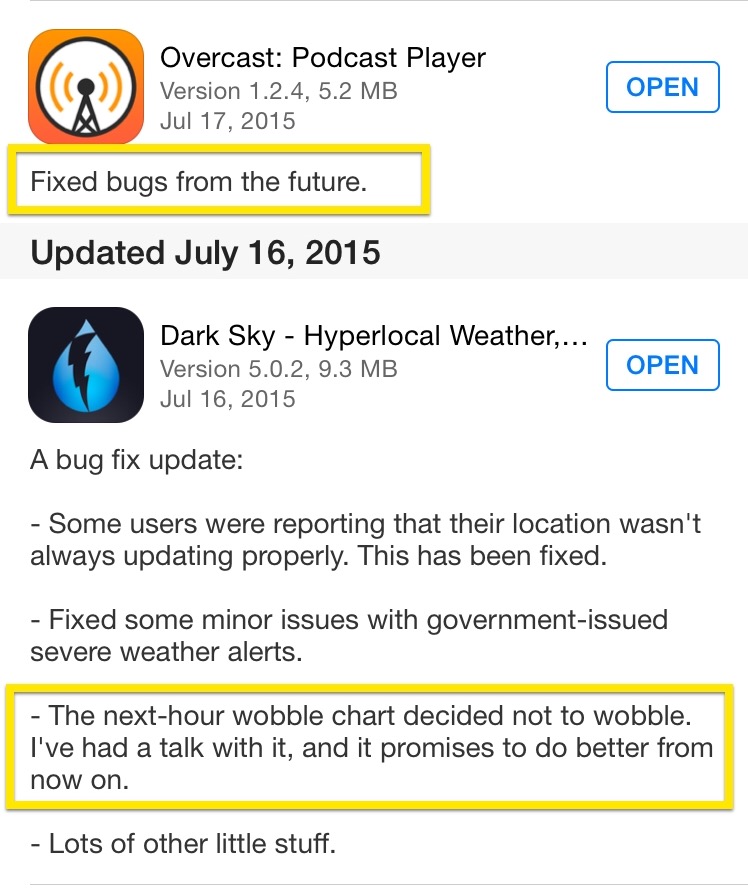 Overcast: Podcast Player
Version 1.2.4, 5.2 MB
Jul 17, 2015
OPEN
Fixed bugs from the future.
Updated July 16, 2015
Dark Sky - Hyperlocal Weather,...
Version 5.0.2, 9.3 MB
Jul 16, 2015
OPEN
A bug fix update:
- Some users were reporting that their location wasn't
always updating properly. This has been fixed.
- Fixed some minor issues with government-issued
severe weather alerts.
- The next-hour wobble chart decided not to wobble.
I've had a talk with it, and it promises to do better from
now on.
- Lots of other little stuff.